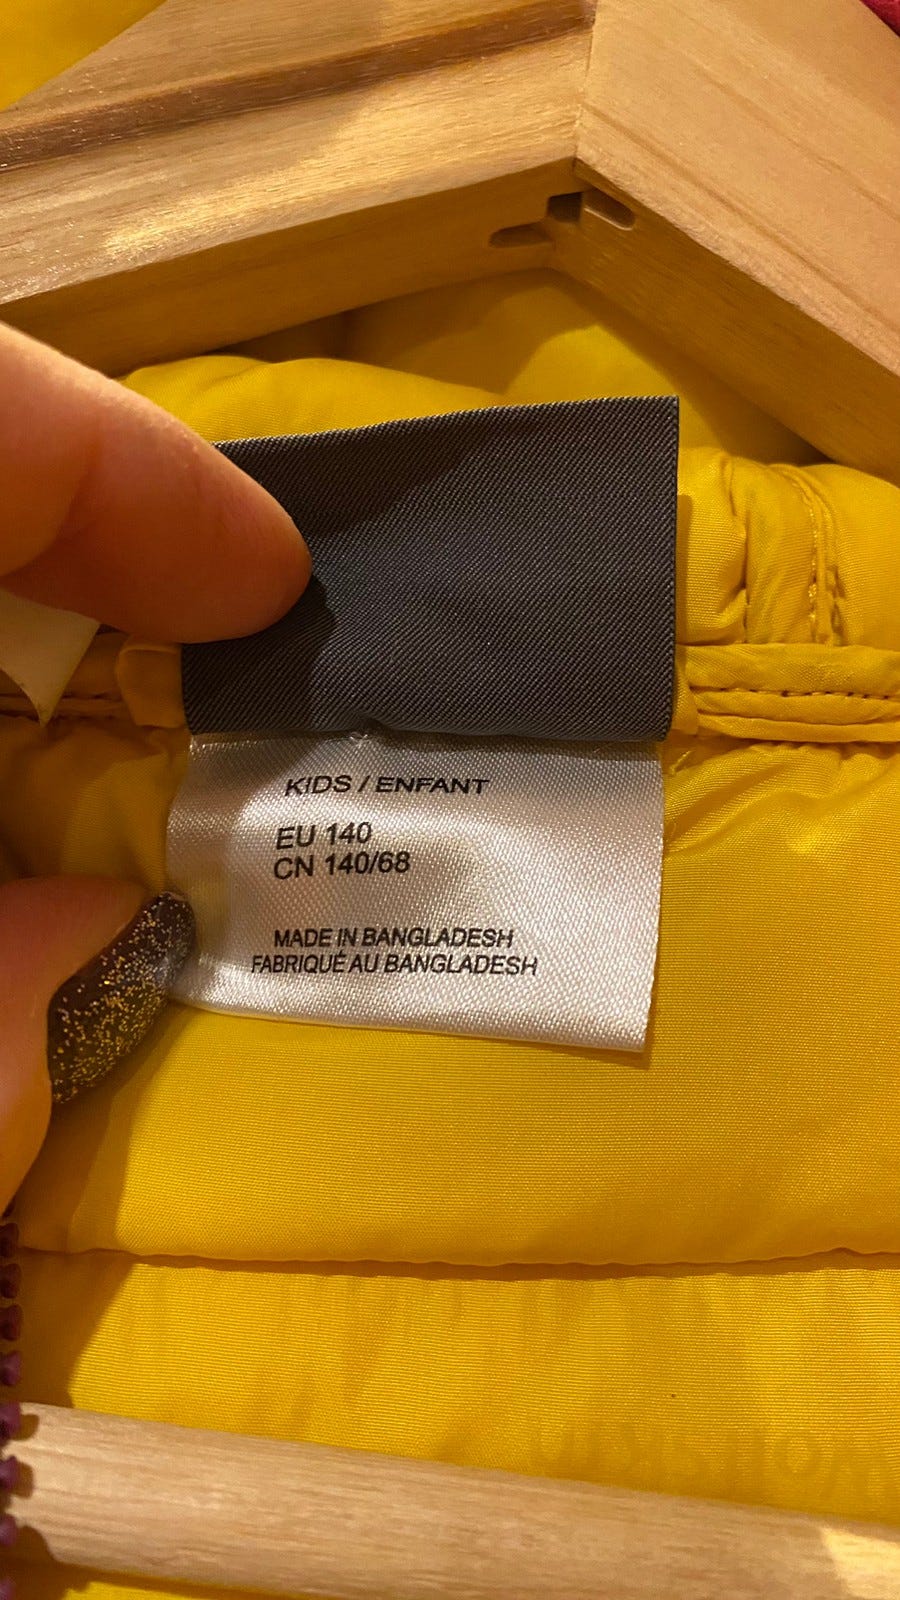 KIDS / ENFANT
EU 140
CN 140/68
MADE IN BANGLADESH
FABRIQUÉ AU BANGLADESH